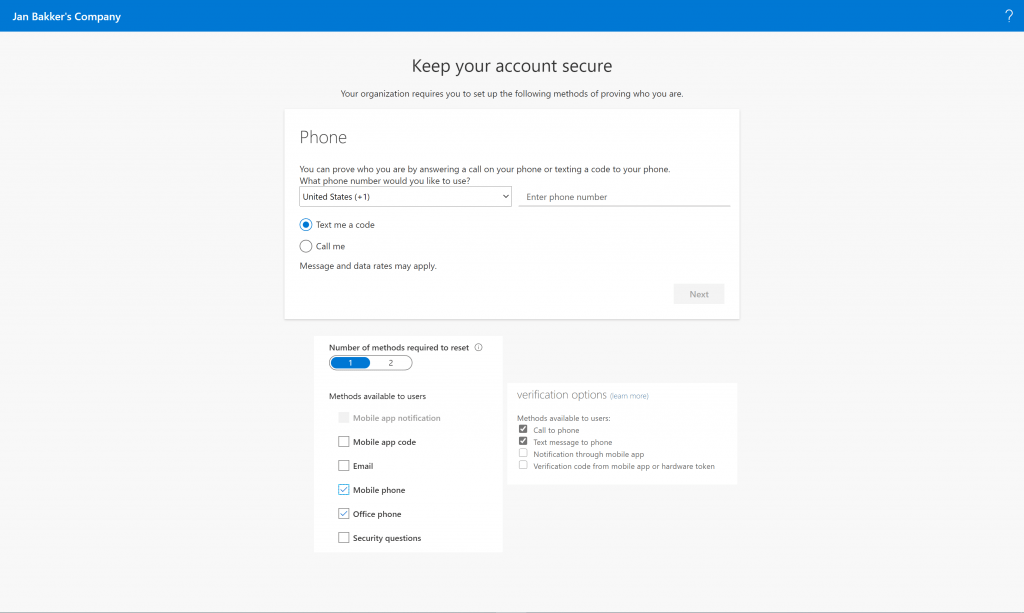 Jan Bakker's Company
?
Keep your account secure
Your organization requires you to set up the following methods of proving who you are.
Phone
You can prove who you are by answering a call on your phone or texting a code to your phone.
What phone number would you like to use?
United States (+1)
Enter phone number
Text me a code
Call me
Message and data rates may apply.
Next
Number of methods required to reset
1 2
Methods available to users
Mobile app notification
Mobile app code
Email
Mobile phone
Office phone
Security questions
verification options (learn more)
Methods available to users:
Call to phone
Text message to phone
Notification through mobile app
Verification code from mobile app or hardware token